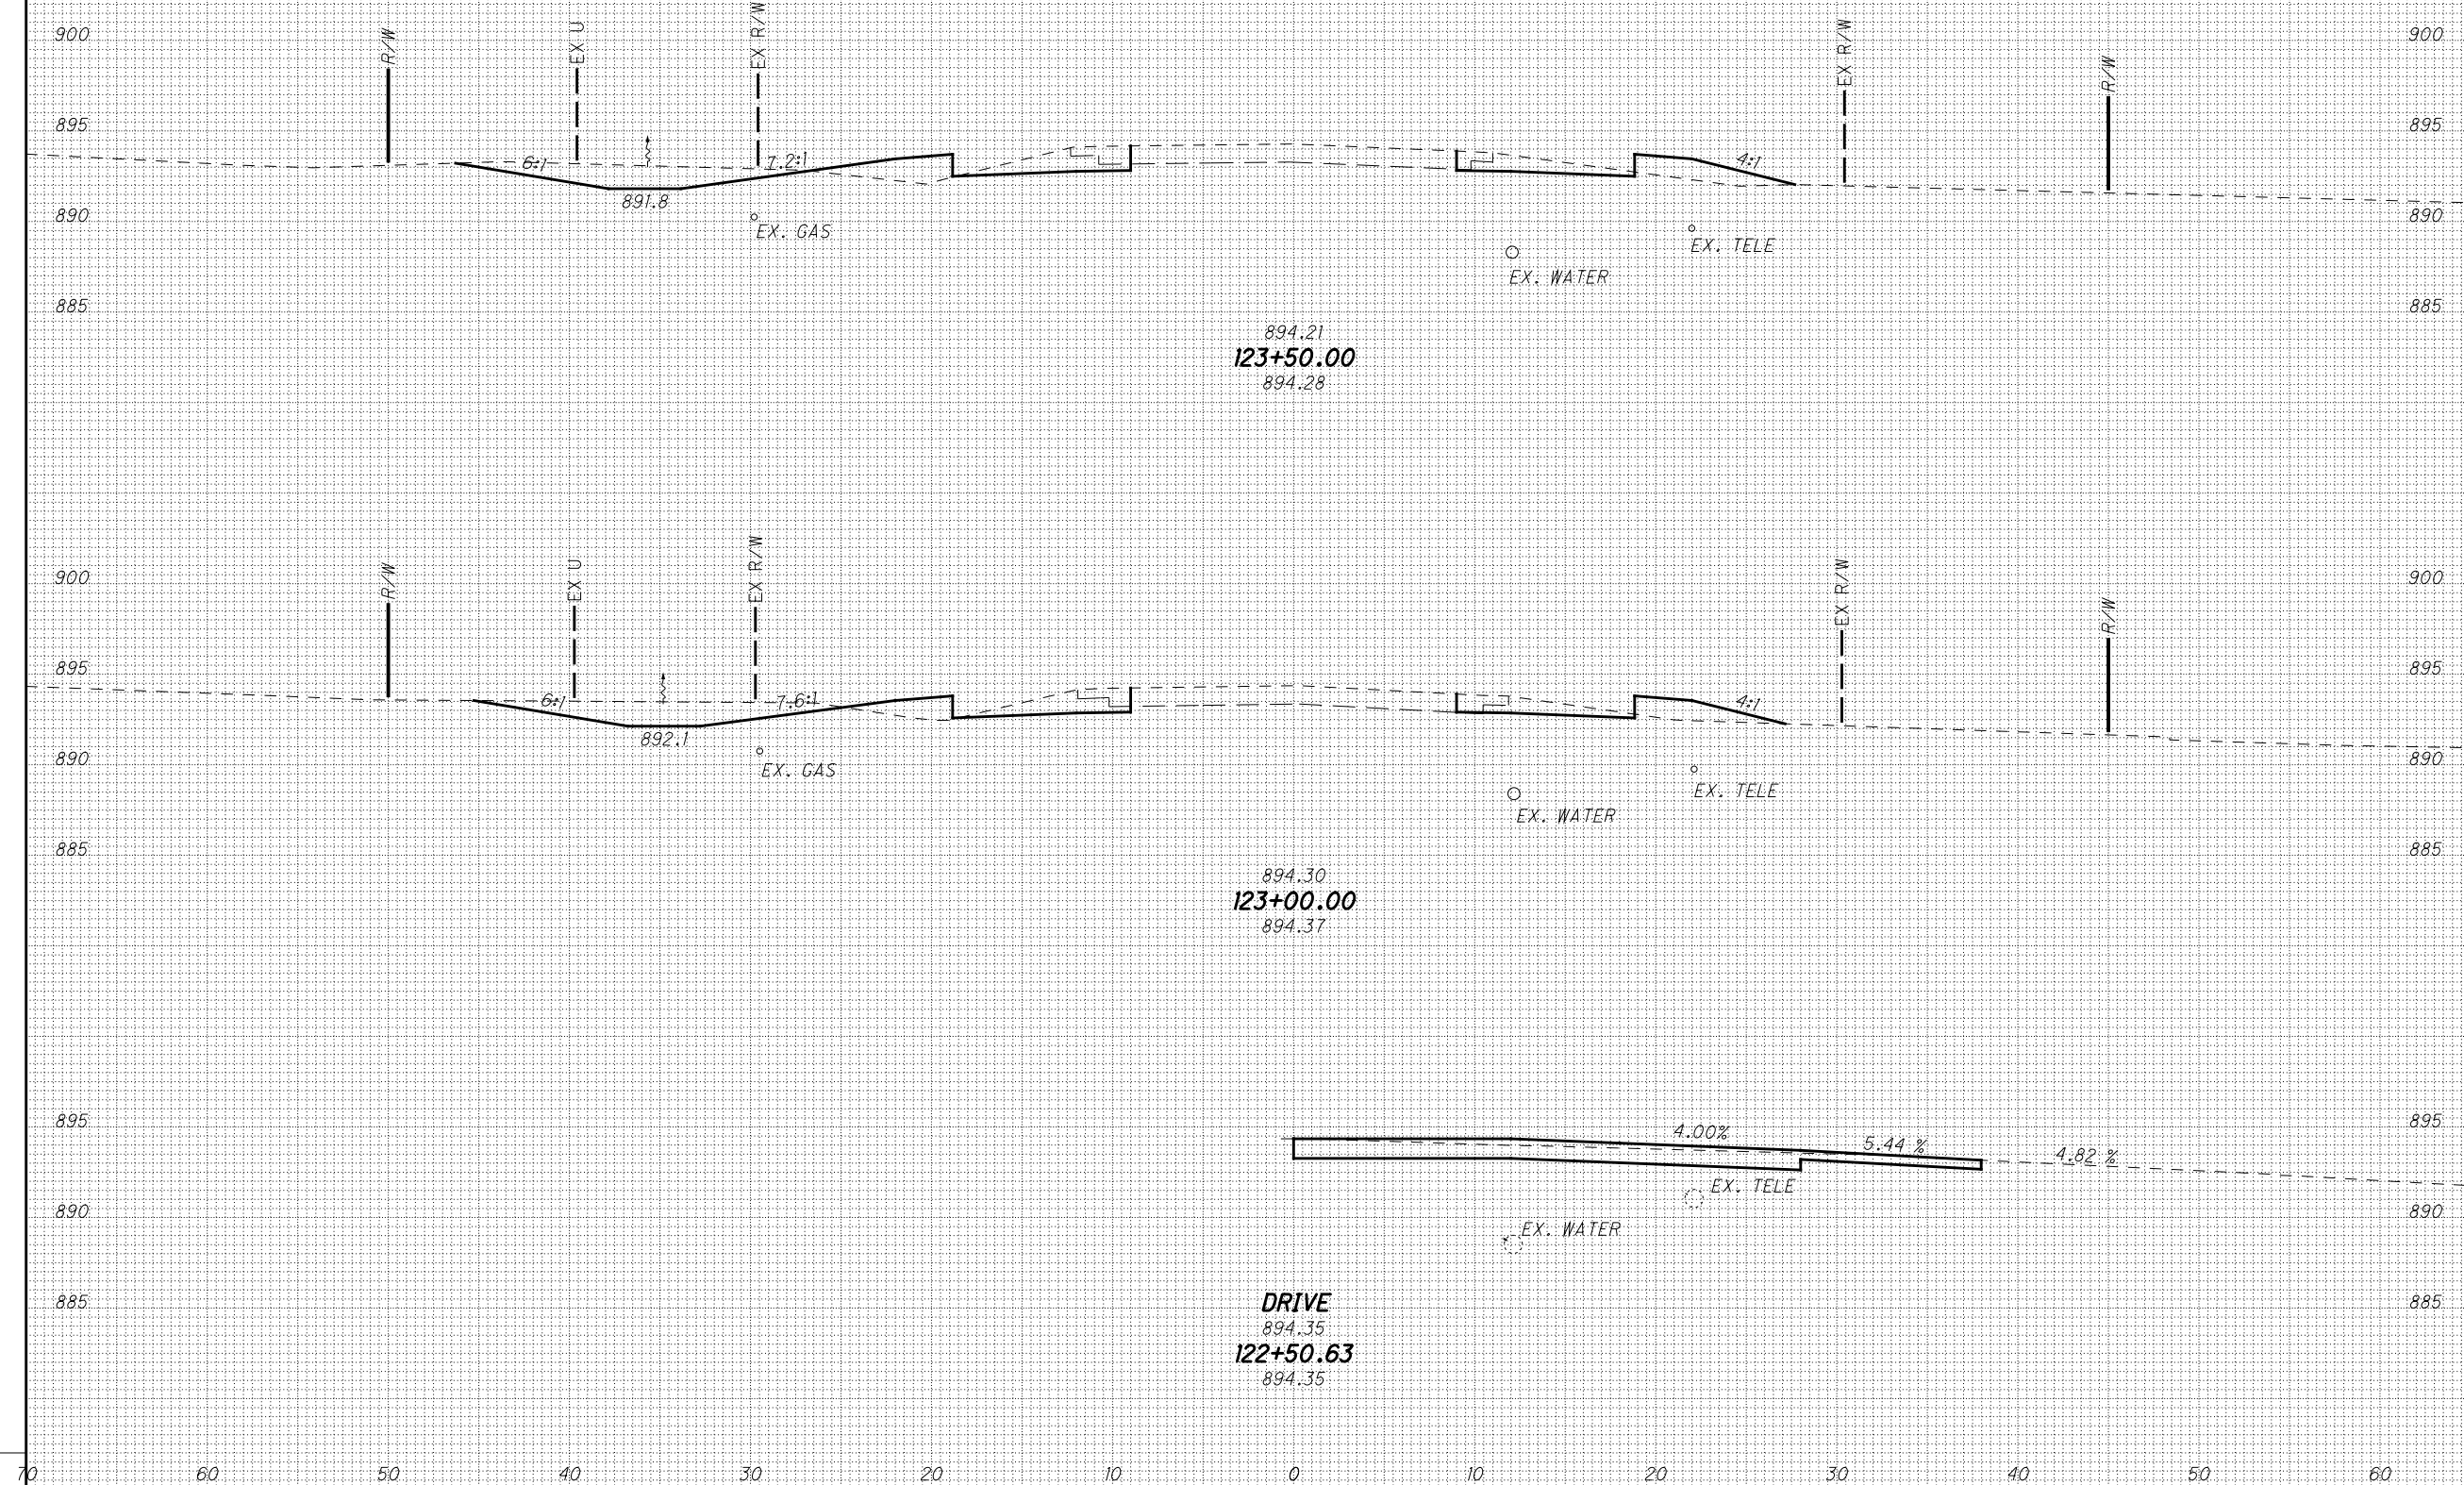 EX R/W
EX U
EX R/W
R/W
R/W
900
900
895
895
6:1
7.2:1
4:1
891.8
890
890
EX. GAS
EX. TELE
EX. WATER
885
885
894.21
123+50.00
894.28
EX R/W
EX U
EX R/W
R/W
R/W
900
900
895
895
6:1
7.6:1
4:1
892.1
890
890
EX. GAS
EX. TELE
EX. WATER
885
885
894.30
123+00.00
894.37
895
895
4.00%
5.44 %
4.82 %
EX. TELE
890
890
EX. WATER
885
885
DRIVE
894.35
122+50.63
894.35
70 60 50 40 30 20 10 0 10 20 30 40 50 60